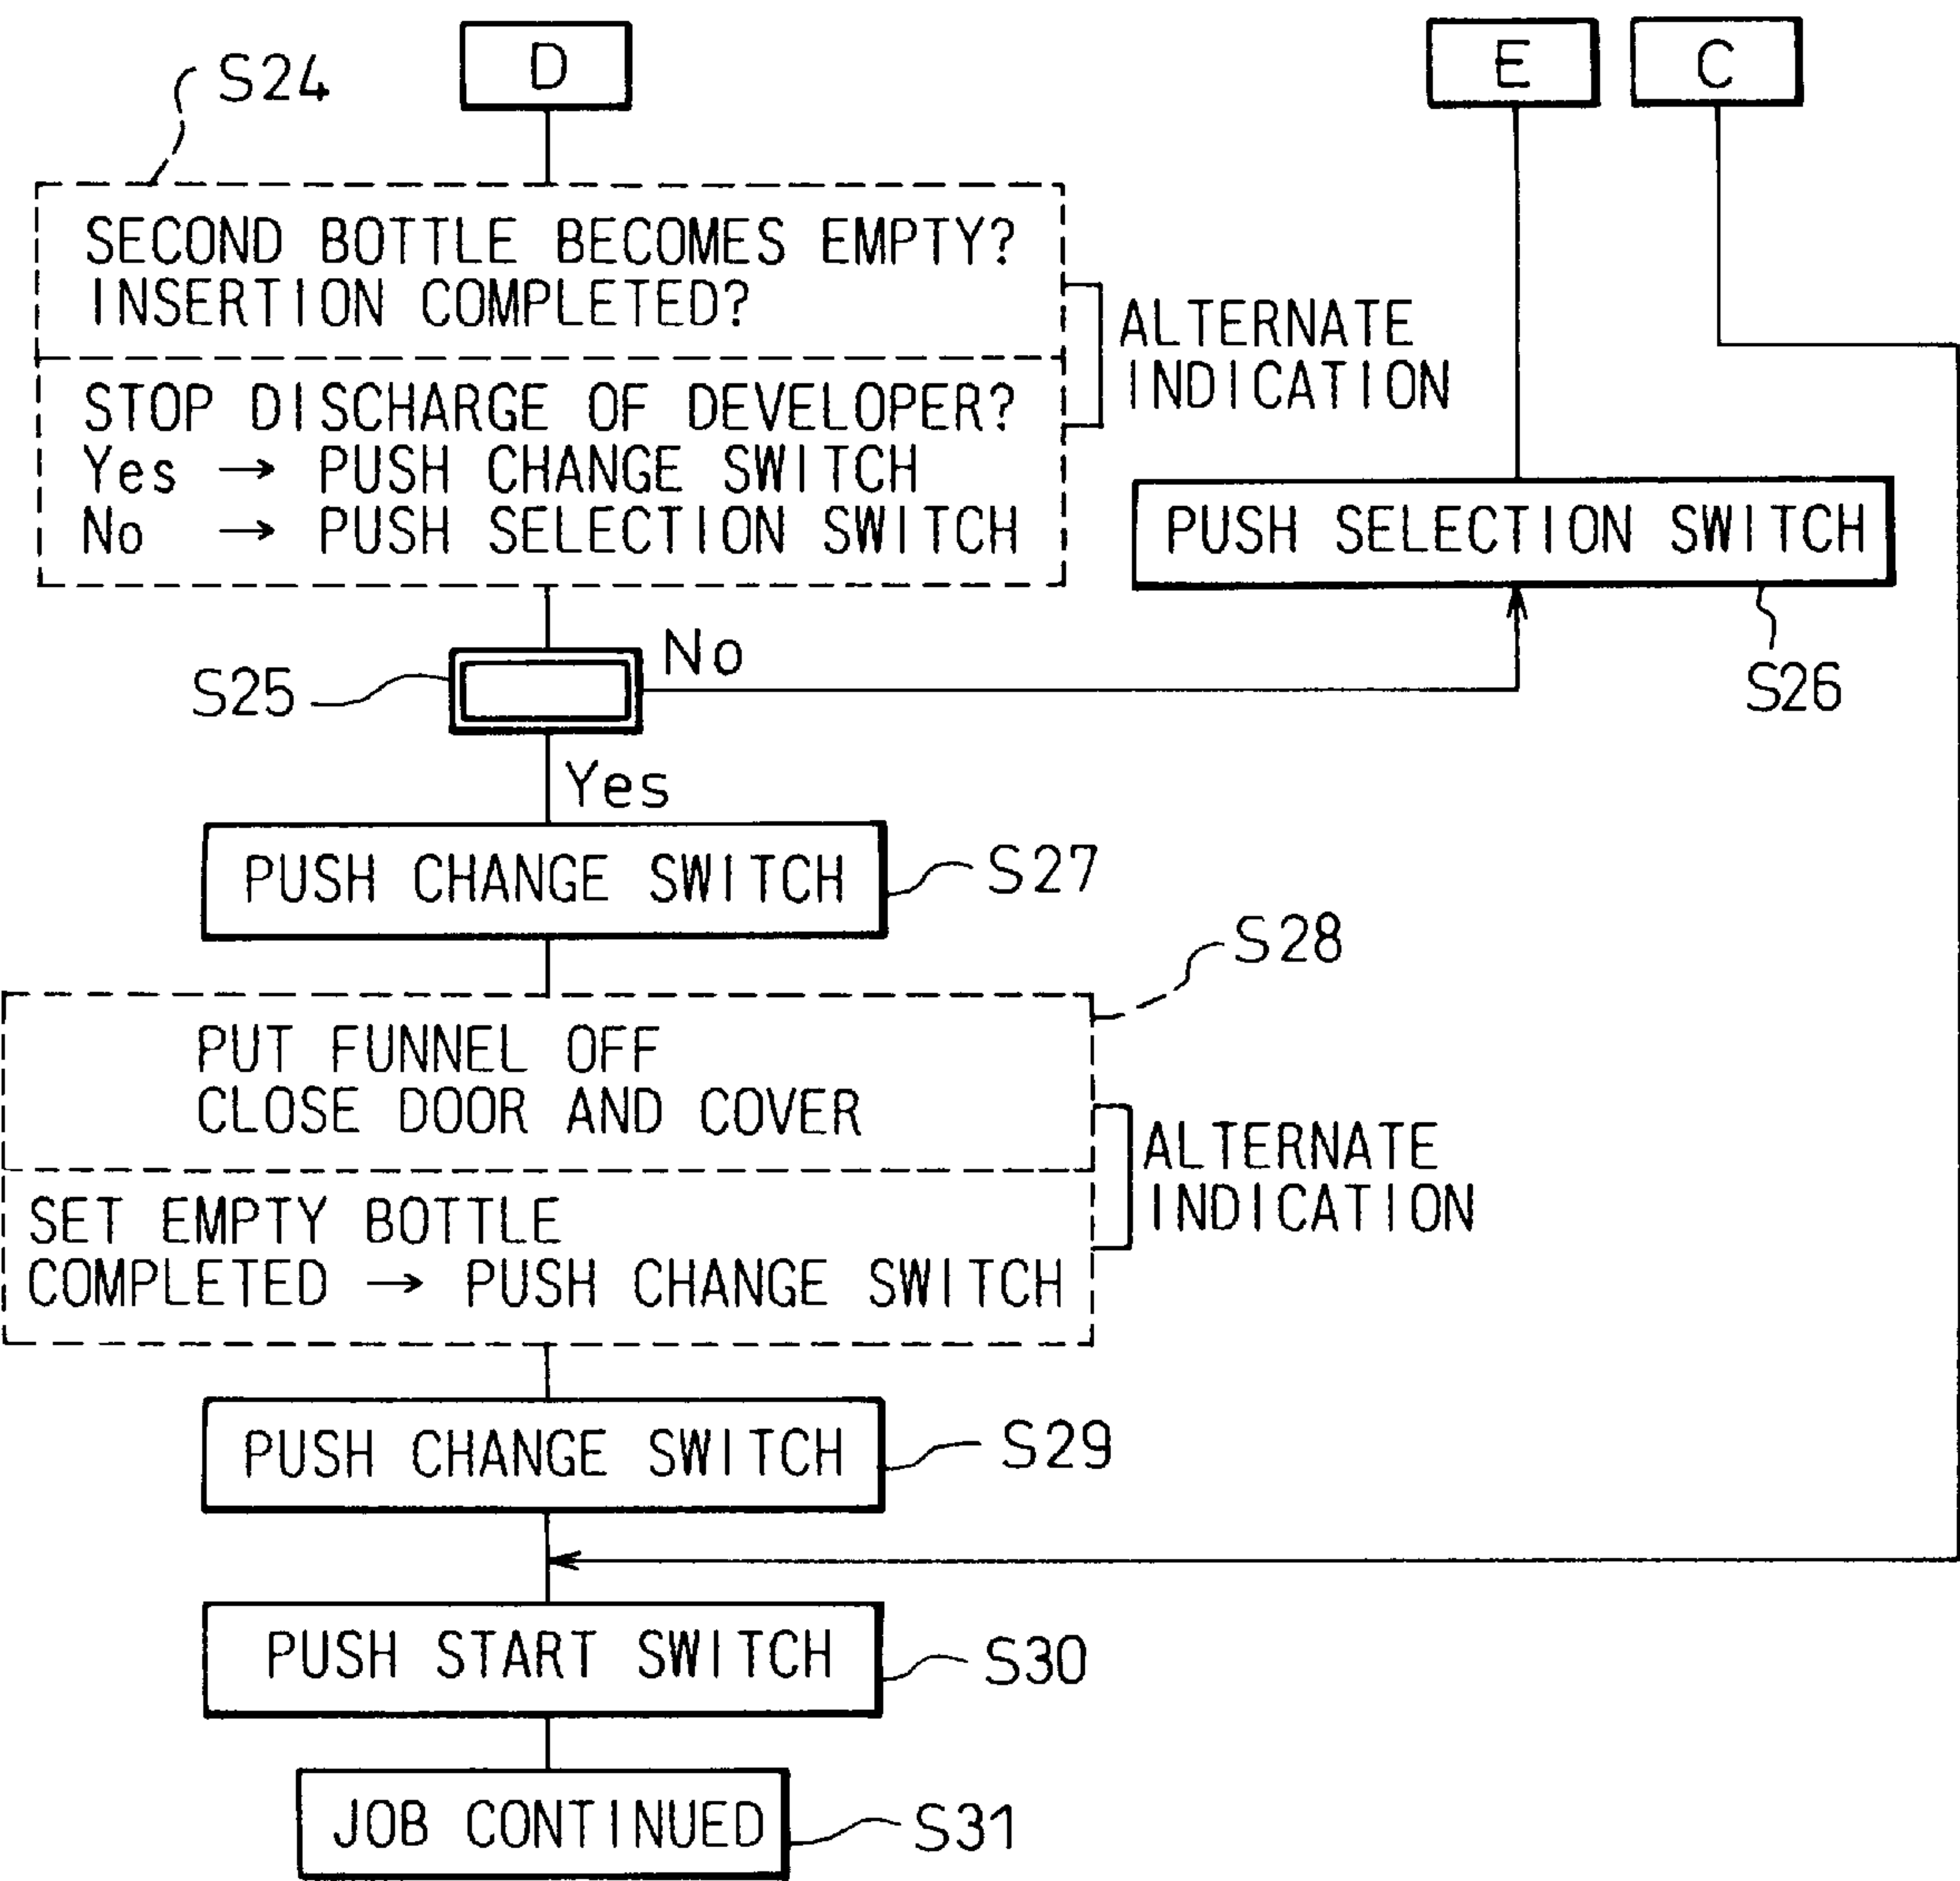 D
E
C
S24
SECOND BOTTLE BECOMES EMPTY?
INSERTION COMPLETED?
STOP DISCHARGE OF DEVELOPER?
Yes → PUSH CHANGE SWITCH
No → PUSH SELECTION SWITCH
ALTERNATE
INDICATION
PUSH SELECTION SWITCH
S26
S25
No
Yes
PUSH CHANGE SWITCH
S27
S28
PUT FUNNEL OFF
CLOSE DOOR AND COVER
SET EMPTY BOTTLE
COMPLETED → PUSH CHANGE SWITCH
ALTERNATE
INDICATION
PUSH CHANGE SWITCH
S29
PUSH START SWITCH
S30
JOB CONTINUED
S31